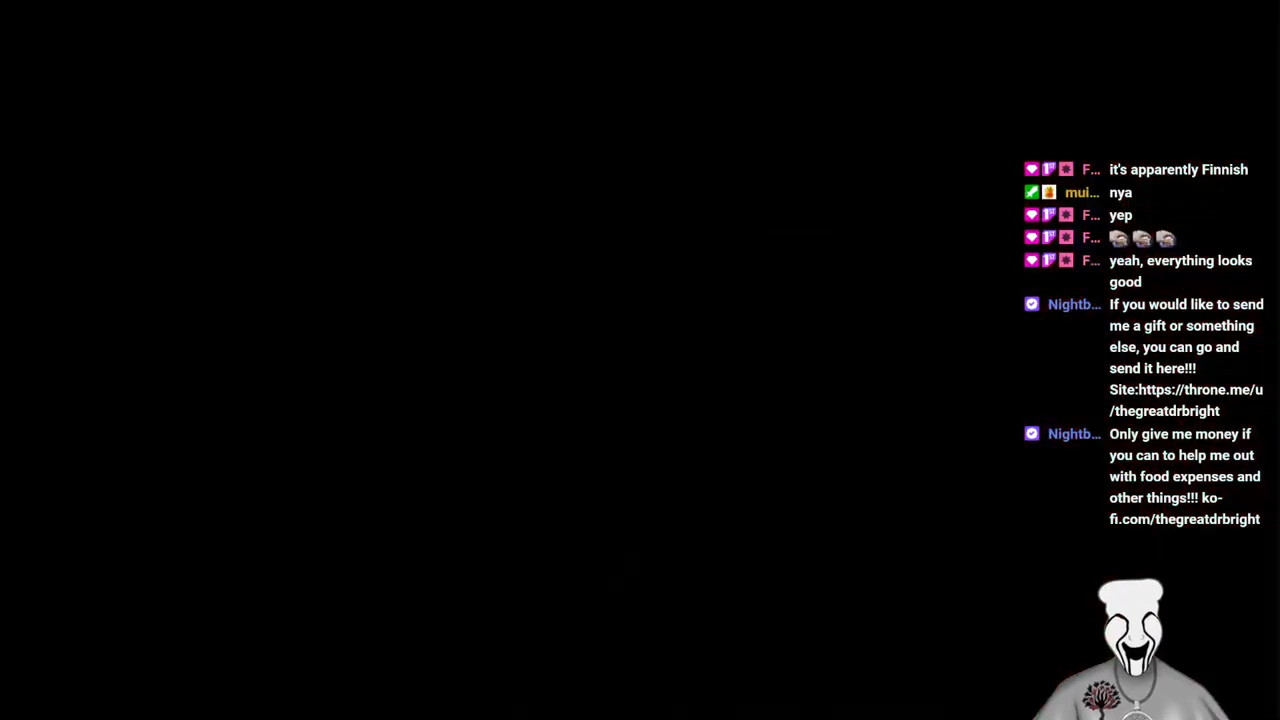 F... it's apparently Finnish
mui... nya
F... yep
F...
F... yeah, everything looks
good
Nightb... If you would like to send
me a gift or something
else, you can go and
send it here!!!
Site:https://throne.me/u
/thegreatdrbright
Nightb... Only give me money if
you can to help me out
with food expenses and
other things!!! ko-
fi.com/thegreatdrbright